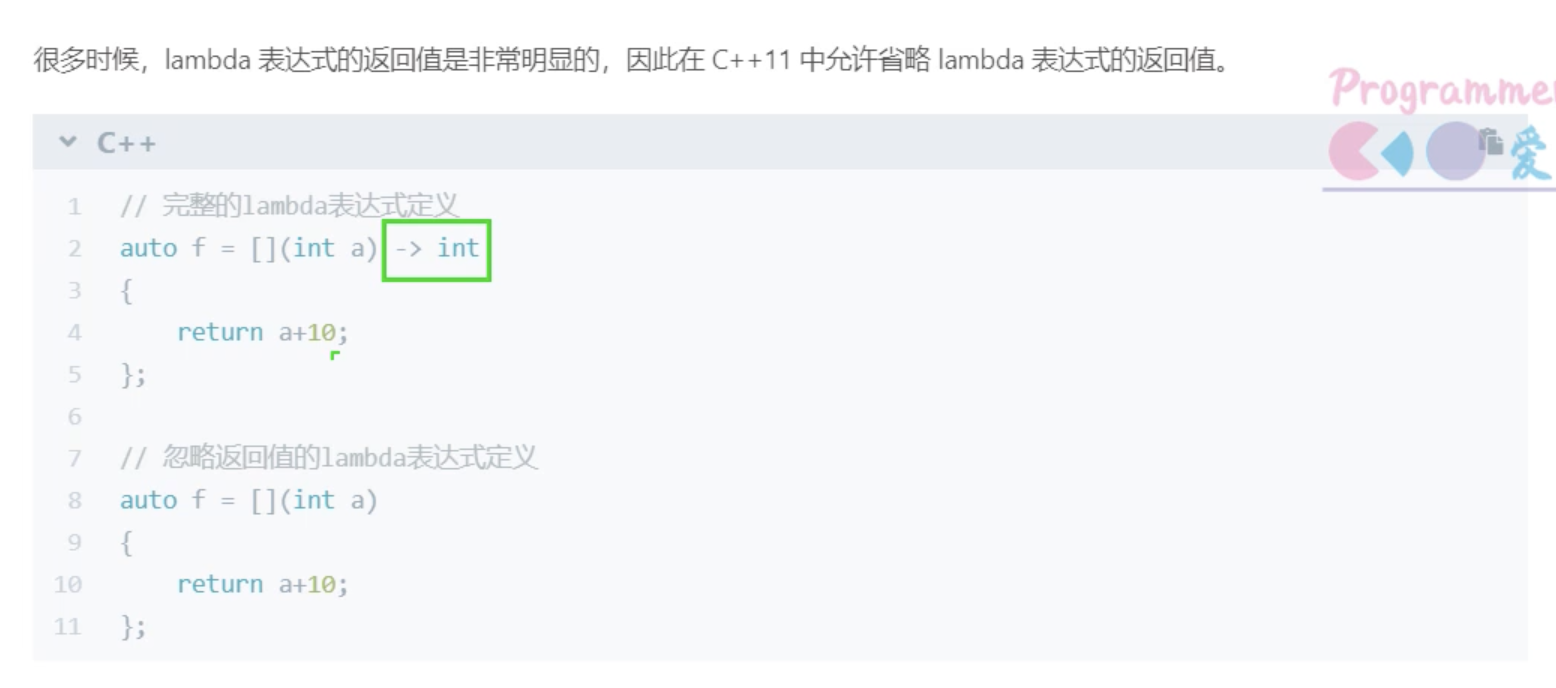 很多时候，lambda 表达式的返回值是非常明显的，因此在 C++11 中允许省略 lambda 表达式的返回值。
Programmer
爱
C++
1 // 完整的lambda表达式定义
2 auto f = [](int a) -> int
3 {
4     return a+10;
5 };
6
7 // 忽略返回值的lambda表达式定义
8 auto f = [](int a)
9 {
10     return a+10;
11 };